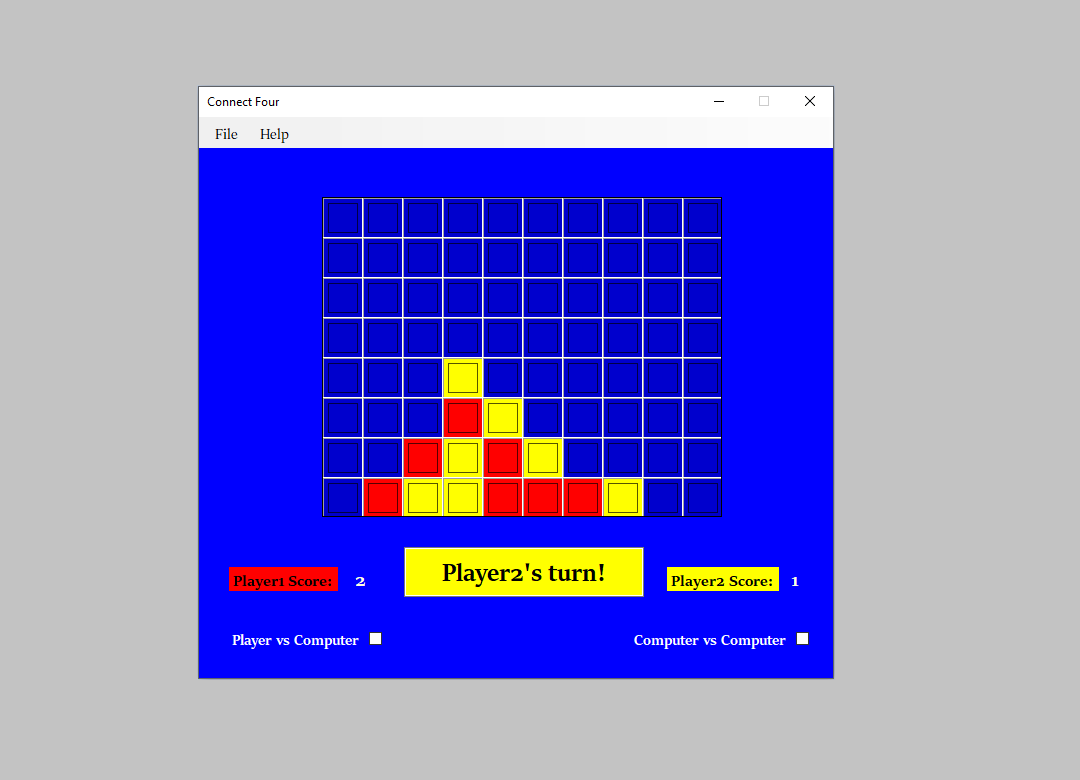 Connect Four
File Help
Player2's turn!
Player1 Score: 2
Player2 Score: 1
Player vs Computer
Computer vs Computer